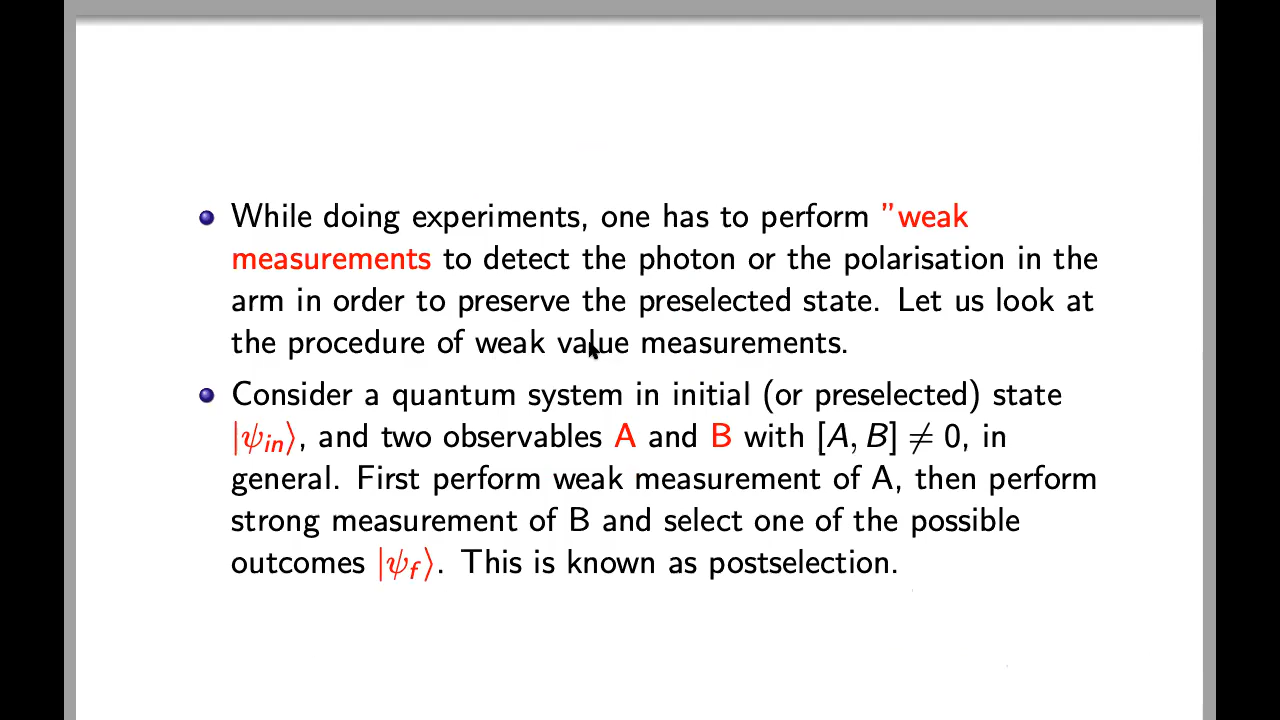 While doing experiments, one has to perform ”weak
measurements to detect the photon or the polarisation in the
arm in order to preserve the preselected state. Let us look at
the procedure of weak value measurements.
Consider a quantum system in initial (or preselected) state
|ψ_in⟩, and two observables A and B with [A, B] ≠ 0, in
general. First perform weak measurement of A, then perform
strong measurement of B and select one of the possible
outcomes |ψ_f⟩. This is known as postselection.